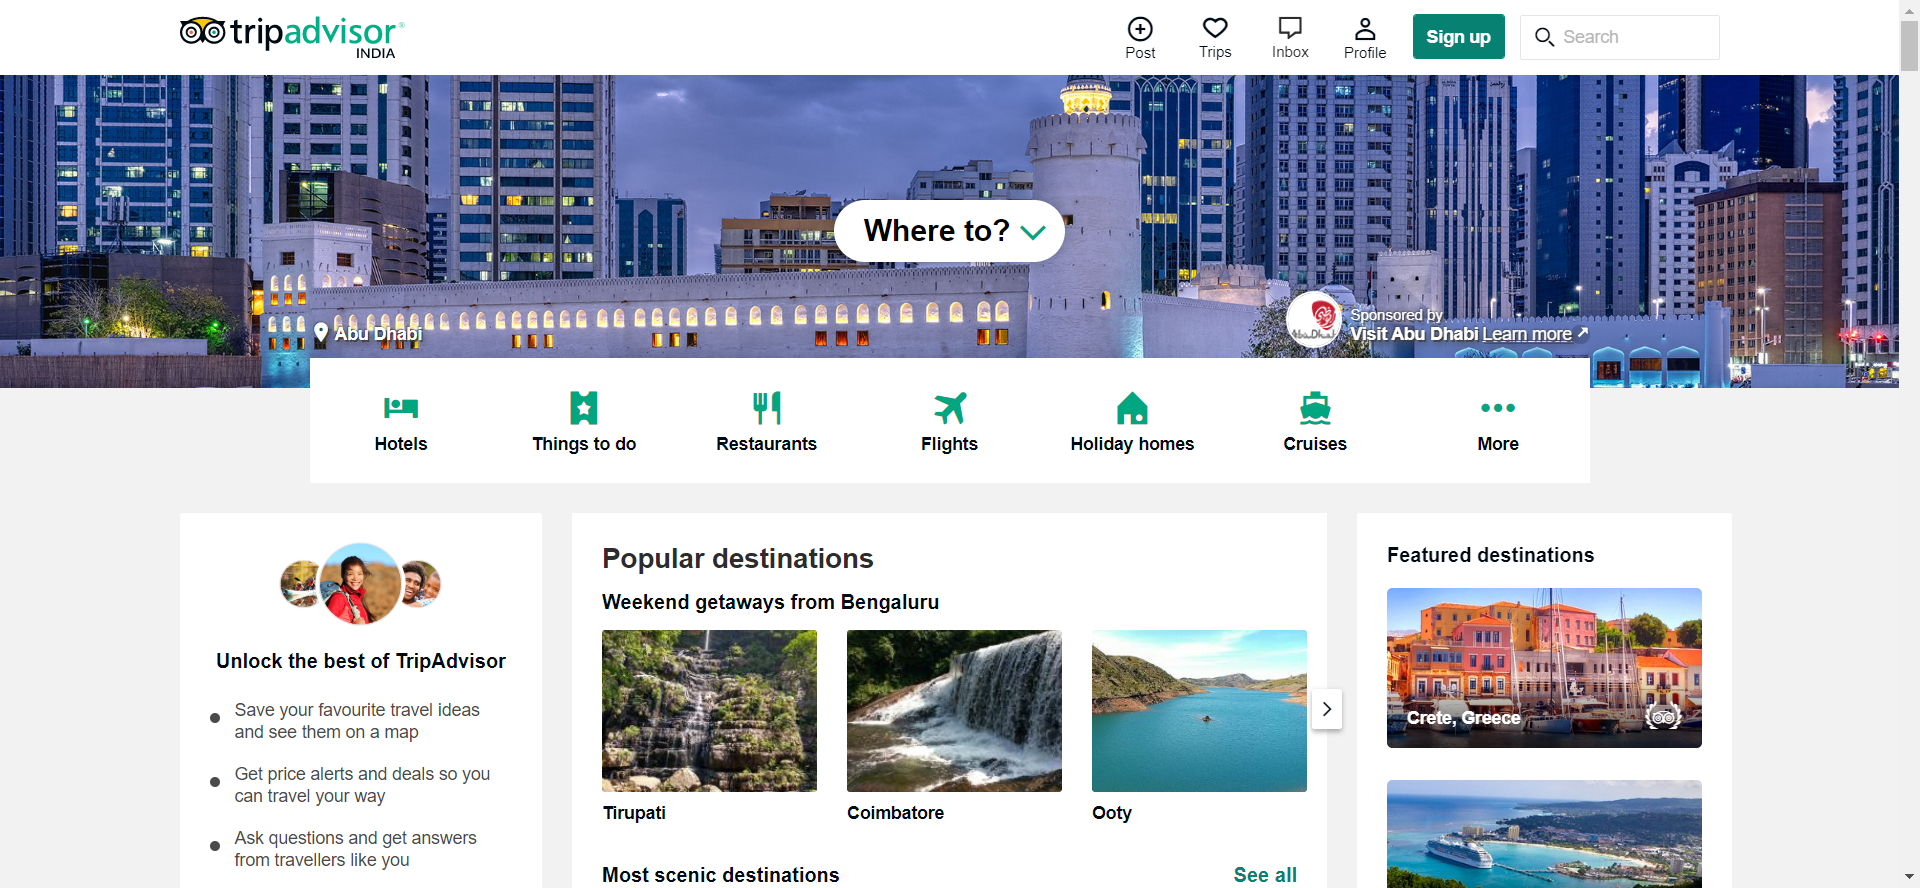 tripadvisor®
INDIA
Post
Trips
Inbox
Profile
Sign up
Search
Where to?
Abu Dhabi
Sponsored by
Visit Abu Dhabi Learn more
Hotels
Things to do
Restaurants
Flights
Holiday homes
Cruises
More
Unlock the best of TripAdvisor
Save your favourite travel ideas
and see them on a map
Get price alerts and deals so you
can travel your way
Ask questions and get answers
from travellers like you
Popular destinations
Weekend getaways from Bengaluru
Tirupati
Coimbatore
Ooty
Most scenic destinations
See all
Featured destinations
Crete, Greece